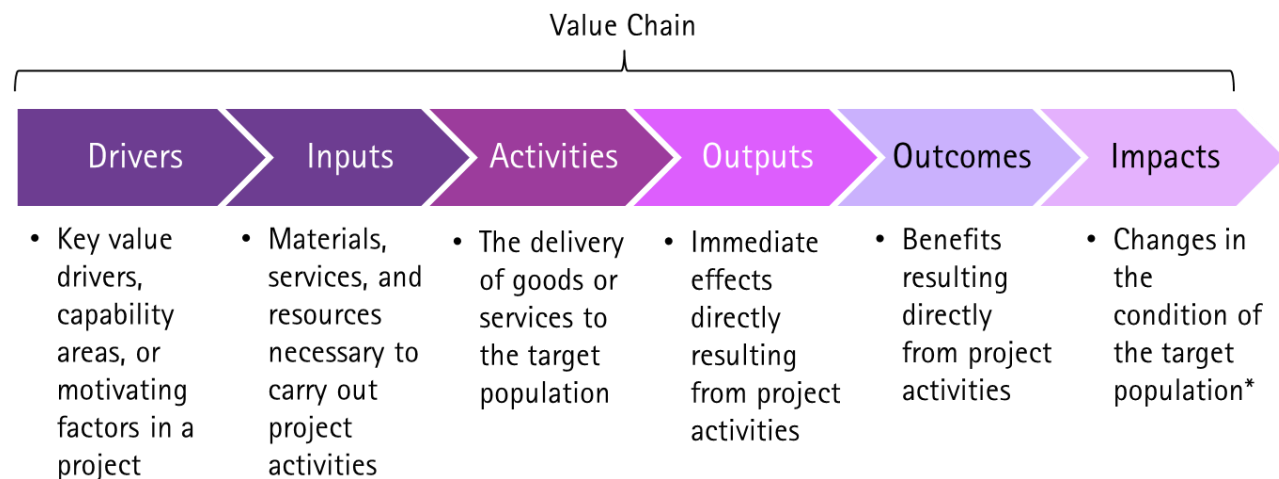 Value Chain
Drivers
Inputs
Activities
Outputs
Outcomes
Impacts
• Key value
drivers,
capability
areas, or
motivating
factors in a
project
• Materials,
services, and
resources
necessary to
carry out
project
activities
• The delivery
of goods or
services to
the target
population
• Immediate
effects
directly
resulting
from project
activities
• Benefits
resulting
directly
from project
activities
• Changes in
the
condition of
the target
population*